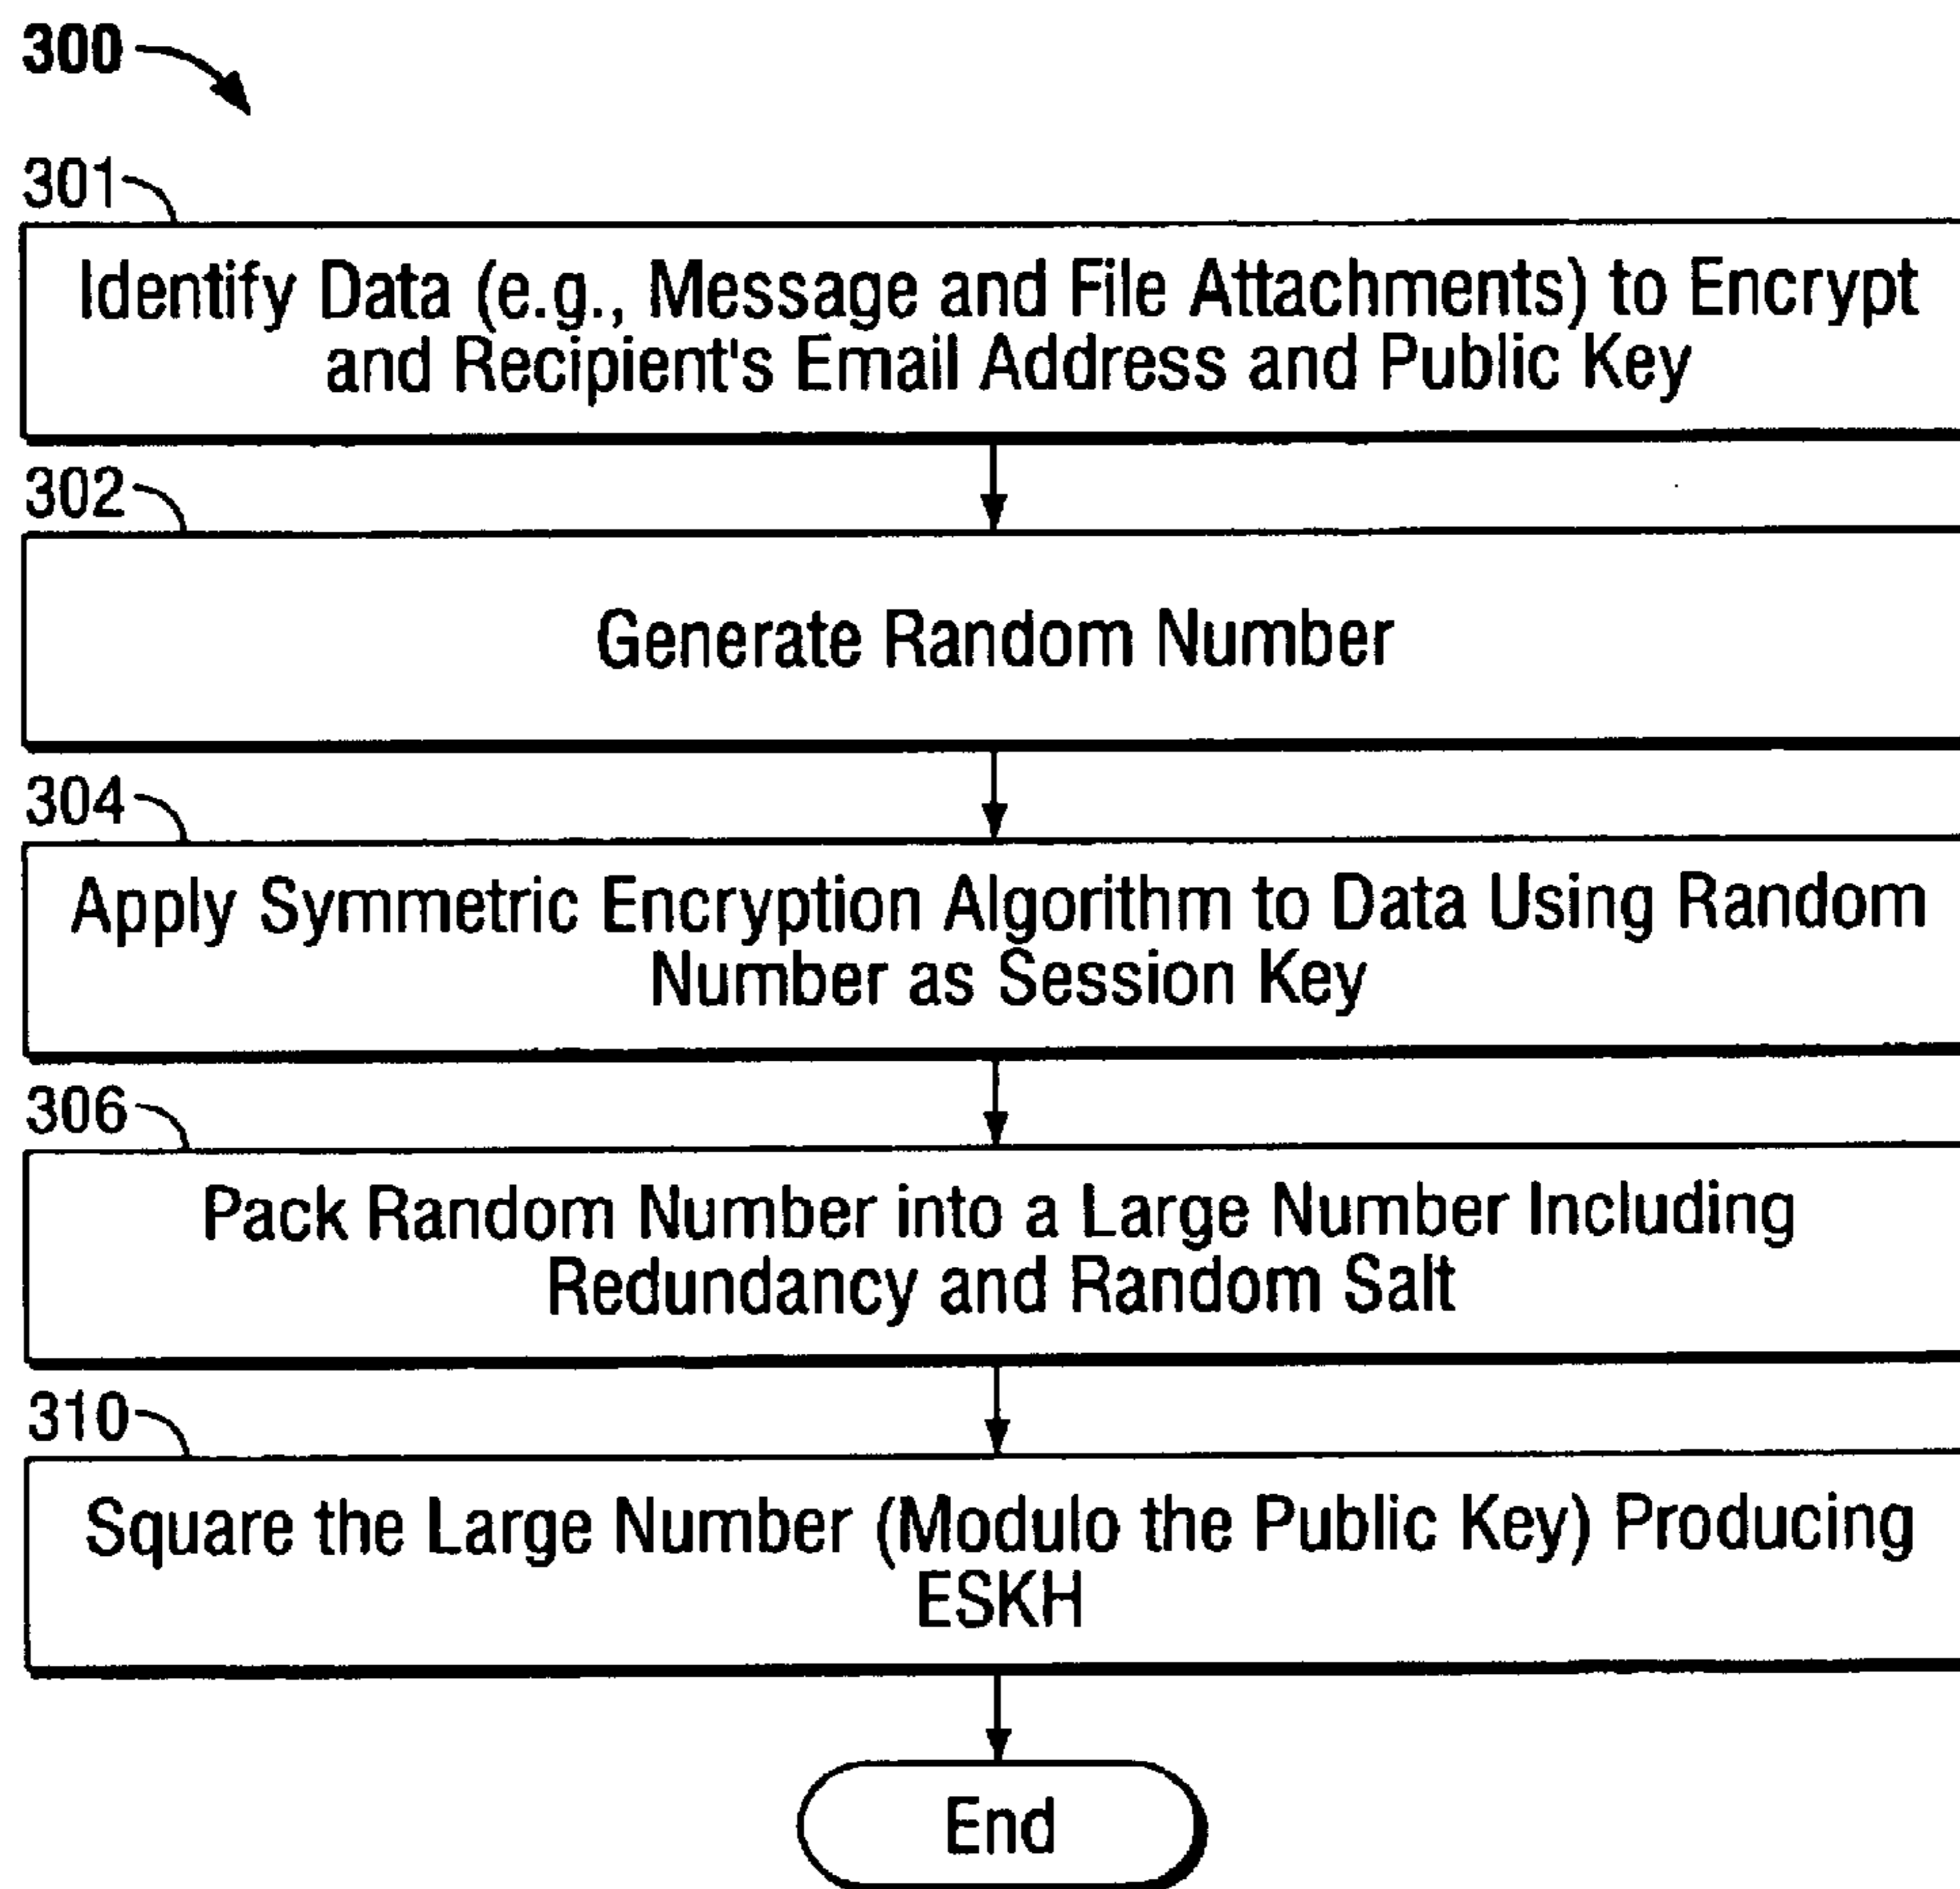 300
301
Identify Data (e.g., Message and File Attachments) to Encrypt
and Recipient's Email Address and Public Key
302
Generate Random Number
304
Apply Symmetric Encryption Algorithm to Data Using Random
Number as Session Key
306
Pack Random Number into a Large Number Including
Redundancy and Random Salt
310
Square the Large Number (Modulo the Public Key) Producing
ESKH
End